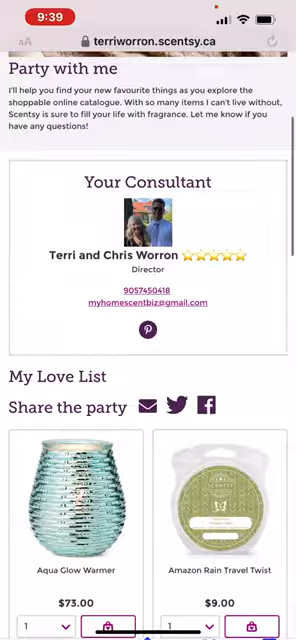 9:39
AA
terriworron.scentsy.ca
Party with me
I'll help you find your new favourite things as you explore the
shoppable online catalogue. With so many items I can't live without,
Scentsy is sure to fill your life with fragrance. Let me know if you
have any questions!
Your Consultant
Terri and Chris Worron ⭐⭐⭐⭐⭐
Director
9057450418
myhomescentbiz@gmail.com
My Love List
Share the party
SCENTSY
Aqua Glow Warmer
Amazon Rain Travel Twist
$73.00
$9.00
1
1